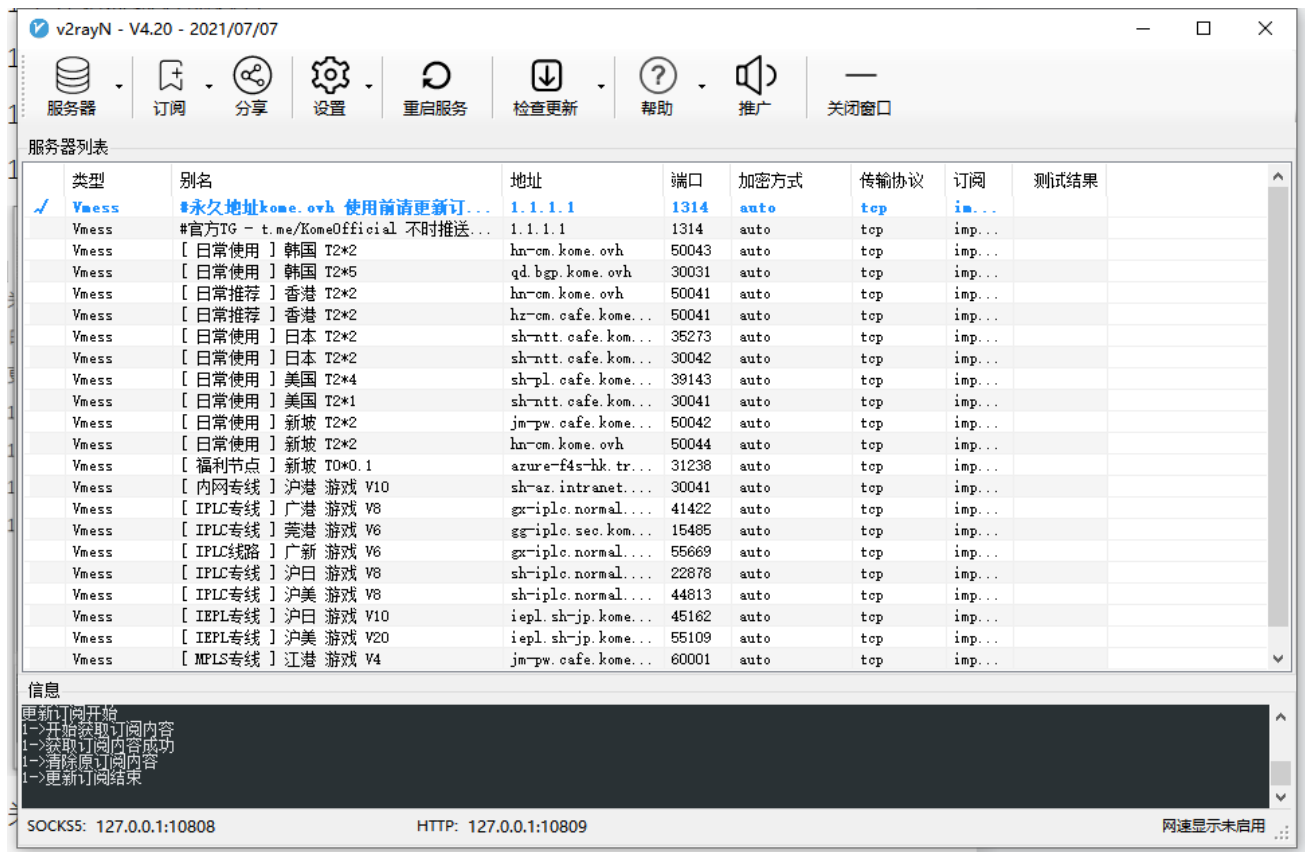 v2rayN - V4.20 - 2021/07/07
服务器 订阅 分享 设置 重启服务 检查更新 帮助 推广 关闭窗口
服务器列表
类型 别名 地址 端口 加密方式 传输协议 订阅 测试结果
Vmess #永久地址kome.ovh 使用前请更新订... 1.1.1.1 1314 auto tcp im...
Vmess #官方TG - t.me/KomeOfficial 不时推送... 1.1.1.1 1314 auto tcp imp...
Vmess [ 日常使用 ] 韩国 T2*2 hn-cm.kome.ovh 50043 auto tcp imp...
Vmess [ 日常使用 ] 韩国 T2*5 qd.bgp.kome.ovh 30031 auto tcp imp...
Vmess [ 日常推荐 ] 香港 T2*2 hn-cm.kome.ovh 50041 auto tcp imp...
Vmess [ 日常推荐 ] 香港 T2*2 hz-cm.cafe.kome... 50041 auto tcp imp...
Vmess [ 日常使用 ] 日本 T2*2 sh-ntt.cafe.kom... 35273 auto tcp imp...
Vmess [ 日常使用 ] 日本 T2*2 sh-ntt.cafe.kom... 30042 auto tcp imp...
Vmess [ 日常使用 ] 美国 T2*4 sh-pl.cafe.kome... 39143 auto tcp imp...
Vmess [ 日常使用 ] 美国 T2*1 sh-ntt.cafe.kom... 30041 auto tcp imp...
Vmess [ 日常使用 ] 新坡 T2*2 jm-pw.cafe.kome... 50042 auto tcp imp...
Vmess [ 日常使用 ] 新坡 T2*2 hn-cm.kome.ovh 50044 auto tcp imp...
Vmess [ 福利节点 ] 新坡 T0*0.1 azure-f4s-hk.tr... 31238 auto tcp imp...
Vmess [ 内网专线 ] 沪港 游戏 V10 sh-az.intranet.... 30041 auto tcp imp...
Vmess [ IPLC专线 ] 广港 游戏 V8 gx-iplc.normal.... 41422 auto tcp imp...
Vmess [ IPLC专线 ] 莞港 游戏 V6 gg-iplc.sec.kom... 15485 auto tcp imp...
Vmess [ IPLC线路 ] 广新 游戏 V6 gx-iplc.normal.... 55669 auto tcp imp...
Vmess [ IPLC专线 ] 沪日 游戏 V8 sh-iplc.normal.... 22878 auto tcp imp...
Vmess [ IPLC专线 ] 沪美 游戏 V8 sh-iplc.normal.... 44813 auto tcp imp...
Vmess [ IEPL专线 ] 沪日 游戏 V10 iepl.sh-jp.kome... 45162 auto tcp imp...
Vmess [ IEPL专线 ] 沪美 游戏 V20 iepl.sh-jp.kome... 55109 auto tcp imp...
Vmess [ MPLS专线 ] 江港 游戏 V4 jm-pw.cafe.kome... 60001 auto tcp imp...
信息
更新订阅开始
1->开始获取订阅内容
1->获取订阅内容成功
1->清除原订阅内容
1->更新订阅结束
SOCKS5: 127.0.0.1:10808 HTTP: 127.0.0.1:10809 网速显示未启用